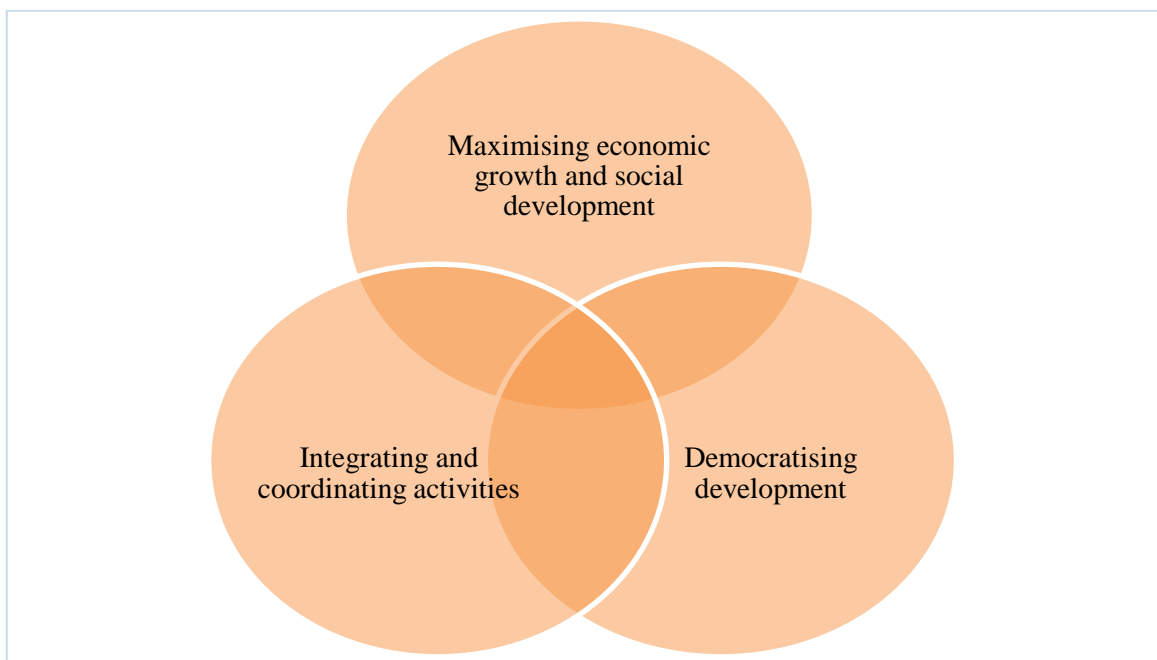 Maximising economic
growth and social
development
Integrating and
coordinating activities
Democratising
development